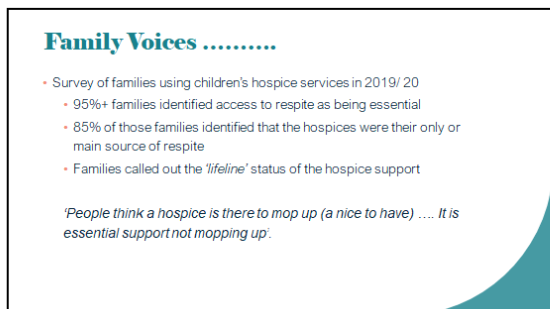 Family Voices ……….
• Survey of families using children's hospice services in 2019/ 20
• 95%+ families identified access to respite as being essential
• 85% of those families identified that the hospices were their only or
main source of respite
• Families called out the 'lifeline' status of the hospice support
'People think a hospice is there to mop up (a nice to have) …. It is
essential support not mopping up'.